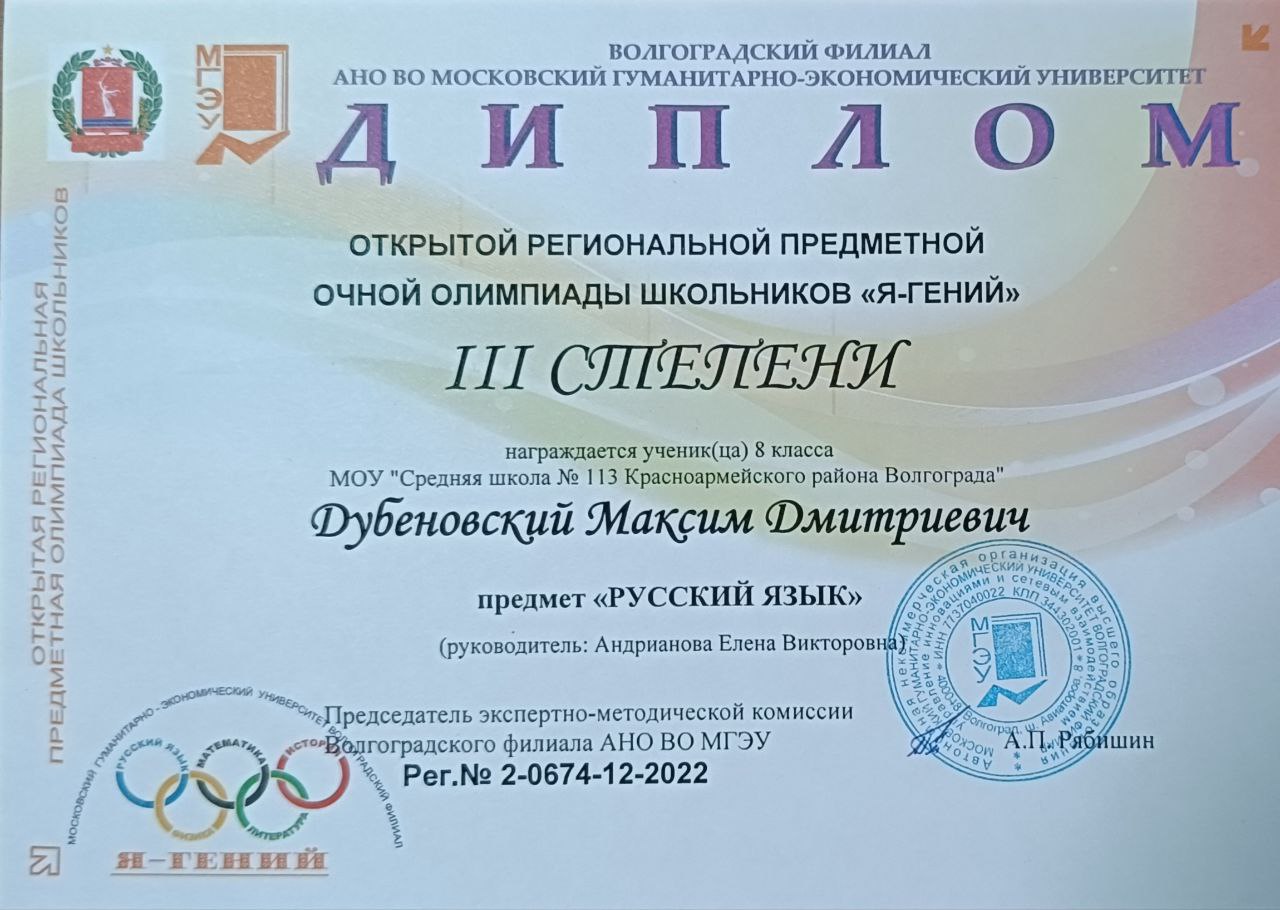 ВОЛГОГРАДСКИЙ ФИЛИАЛ
АНО ВО МОСКОВСКИЙ ГУМАНИТАРНО-ЭКОНОМИЧЕСКИЙ УНИВЕРСИТЕТ
МГЭУ
ДИПЛОМ
ОТКРЫТОЙ РЕГИОНАЛЬНОЙ ПРЕДМЕТНОЙ
ОЧНОЙ ОЛИМПИАДЫ ШКОЛЬНИКОВ «Я-ГЕНИЙ»
III СТЕПЕНИ
награждается ученик(ца) 8 класса
МОУ "Средняя школа № 113 Красноармейского района Волгограда"
Дубеновский Максим Дмитриевич
предмет «РУССКИЙ ЯЗЫК»
(руководитель: Андрианова Елена Викторовна)
Председатель экспертно-методической комиссии
Волгоградского филиала АНО ВО МГЭУ
А.П. Рябишин
Рег.№ 2-0674-12-2022
ОТКРЫТАЯ РЕГИОНАЛЬНАЯ
ПРЕДМЕТНАЯ ОЛИМПИАДА ШКОЛЬНИКОВ
МОСКОВСКИЙ ГУМАНИТАРНО - ЭКОНОМИЧЕСКИЙ УНИВЕРСИТЕТ ВОЛГОГРАДСКИЙ ФИЛИАЛ
РУССКИЙ ЯЗЫК
МАТЕМАТИКА
ИСТОРИЯ
ФИЗИКА
ЛИТЕРАТУРА
Я-ГЕНИЙ
Автономная некоммерческая организация высшего образования
МОСКОВСКИЙ ГУМАНИТАРНО-ЭКОНОМИЧЕСКИЙ УНИВЕРСИТЕТ ВОЛГОГРАДСКИЙ ФИЛИАЛ
управление инновациями и сетевым взаимодействием
ИНН 7737040022 КПП 344302001
Волгоград, ш. Авиаторов, 8
МГЭУ